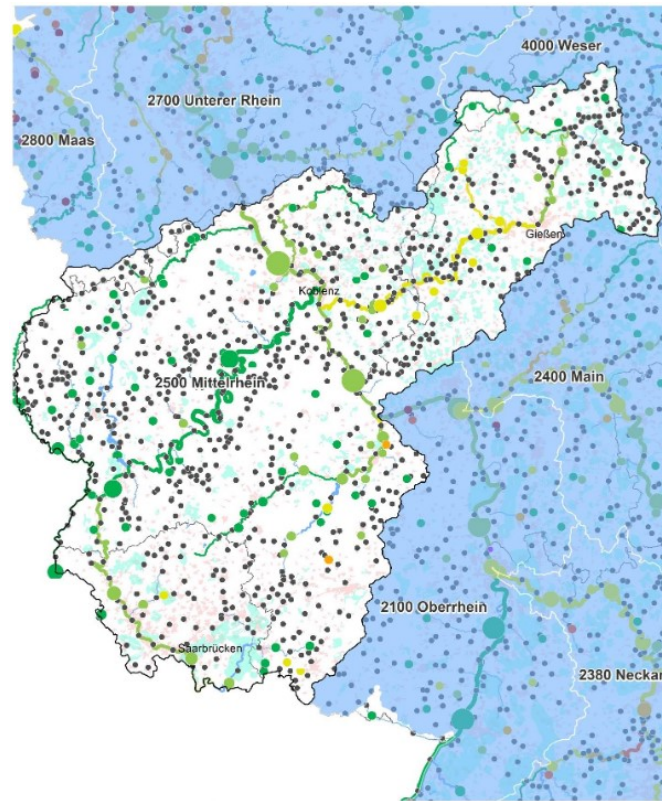 4000 Weser
2700 Unterer Rhein
2800 Maas
Gießen
Koblenz
2500 Mittelrhein
2400 Main
2100 Oberrhein
Saarbrücken
2380 Neckar